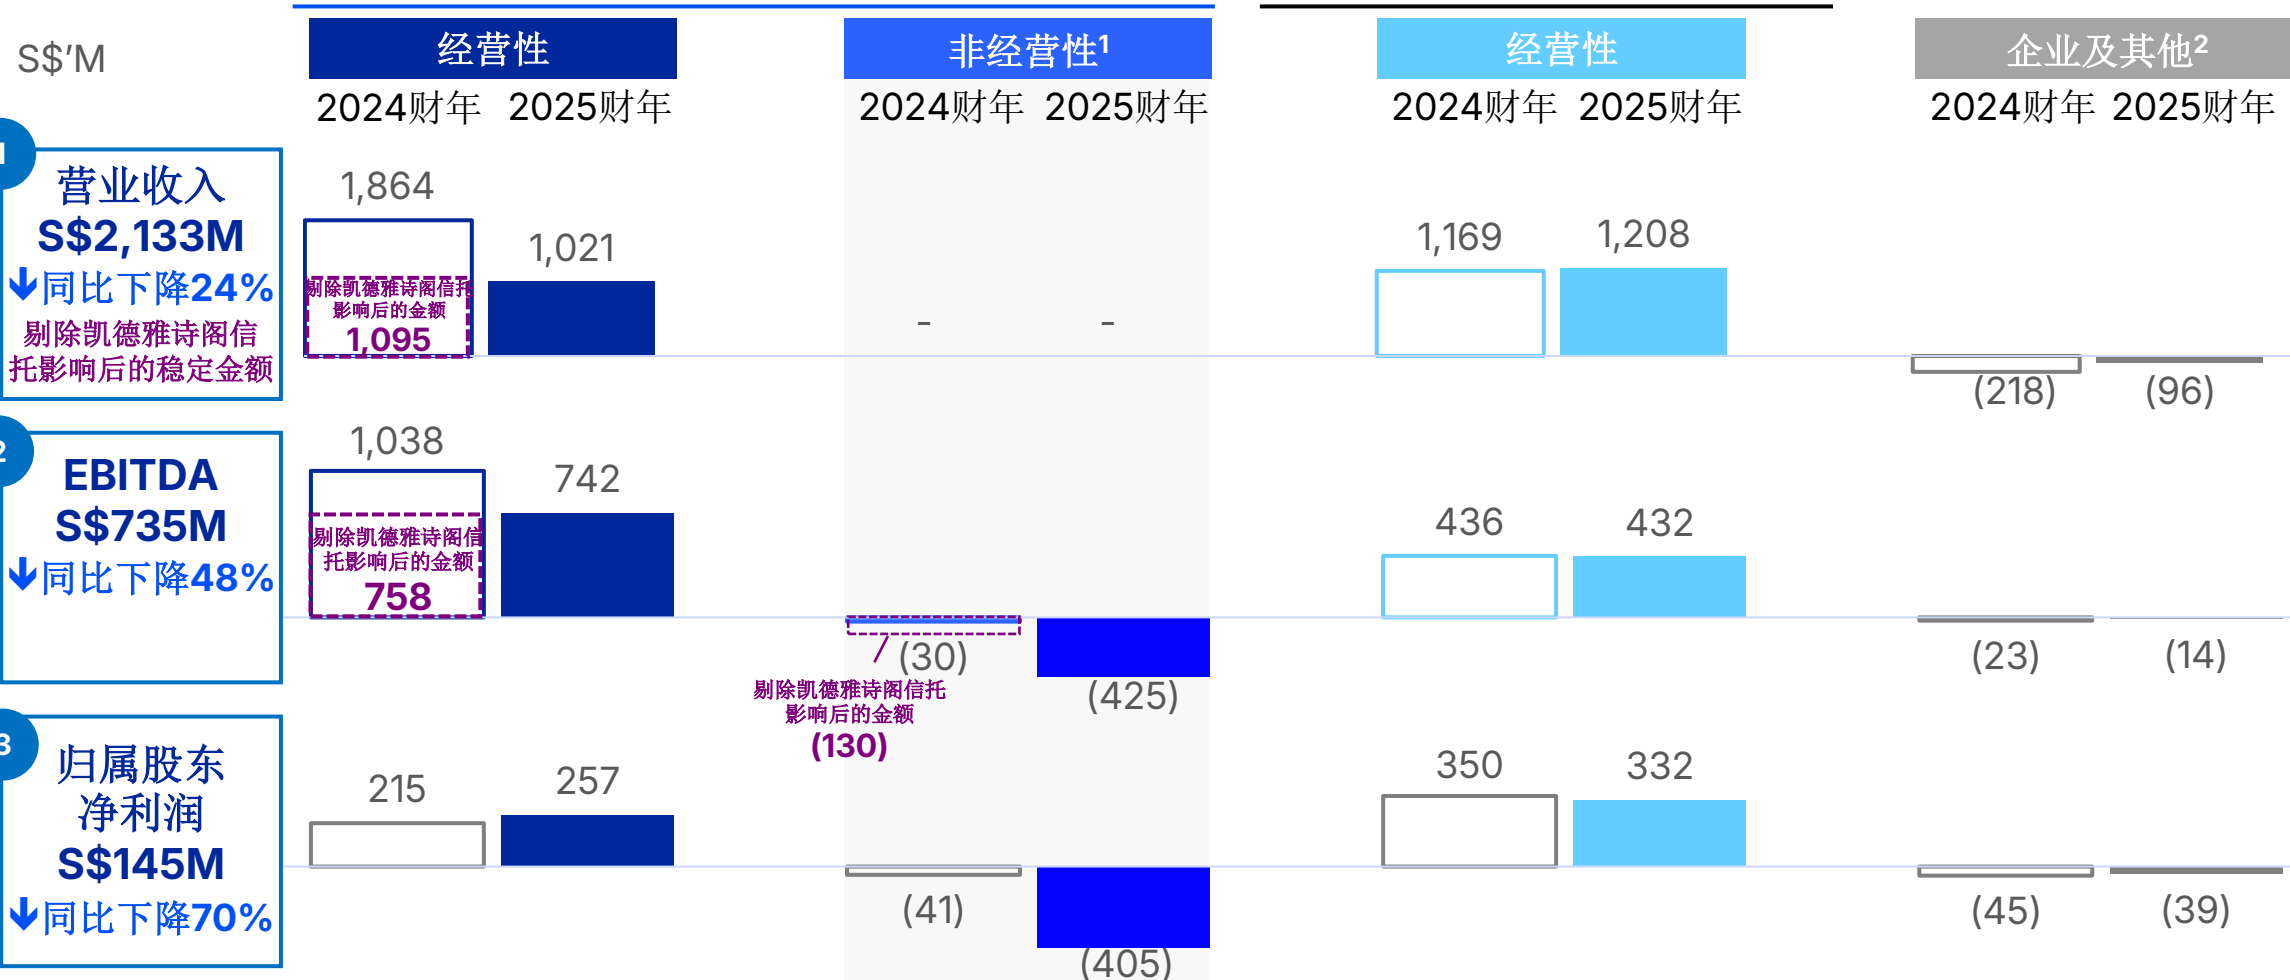 S$'M
经营性
非经营性1
经营性
企业及其他2
2024财年 2025财年
2024财年 2025财年
2024财年 2025财年
2024财年 2025财年
1
营业收入
S$2,133M
同比下降24%
剔除凯德雅诗阁信
托影响后的稳定金额
1,864
1,021
剔除凯德雅诗阁信托
影响后的金额
1,095
-
-
1,169
1,208
(218)
(96)
2
EBITDA
S$735M
同比下降48%
1,038
742
剔除凯德雅诗阁信
托影响后的金额
758
(30)
(425)
剔除凯德雅诗阁信托
影响后的金额
(130)
436
432
(23)
(14)
3
归属股东
净利润
S$145M
同比下降70%
215
257
(41)
(405)
350
332
(45)
(39)